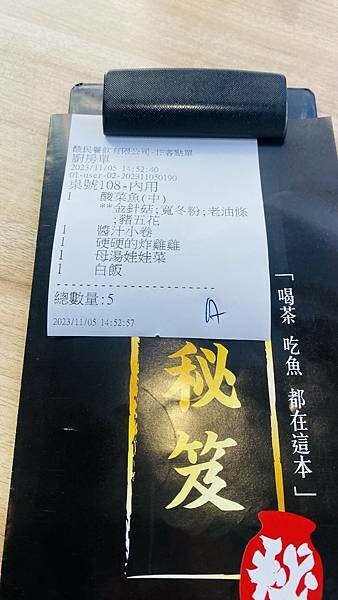 酸民餐飲有限公司-1F客點單
廚房單
2023/11/05 14:52:40
01-user-02-202311050190
桌號108-內用
1 酸菜魚(中)
**金針菇;寬冬粉;老油條
;豬五花
1 醬汁小卷
1 硬硬的炸雞雞
1 母湯娃娃菜
1 白飯
總數量:5
2023/11/05 14:52:57
秘笈
「喝茶 吃魚 都在這本」
秘